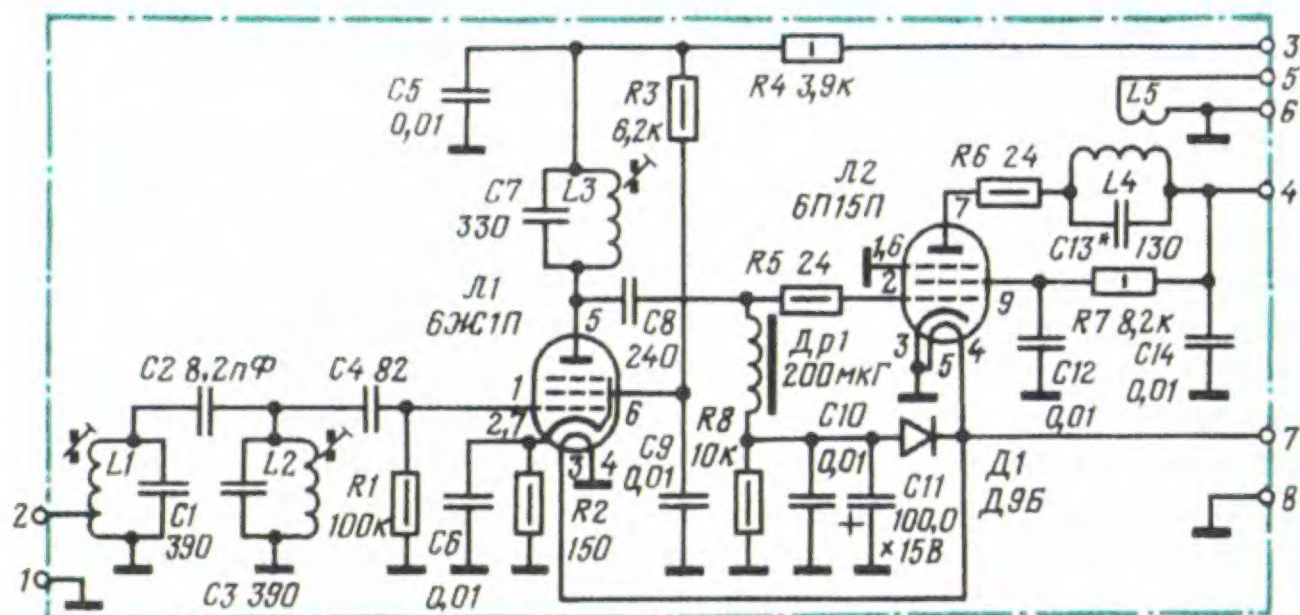 3
R4 3,9к
5
C5
0,01
R3
6,2к
L5
6
R6 24
Л2
6П15П
7
L4
4
C7
330
L3
C13* 130
1,6
2
R5 24
9
Л1
6Ж1П
5
C8
240
3
5
4
R7 8,2к
Др1
200мкГ
C12
0,01
C14
0,01
C2 8,2пФ
C4 82
1
2,7
6
R8
10к
C10
0,01
7
L1
L2
3
4
C9
0,01
Д1
Д9Б
2
C1
390
R1
100к
C6
0,01
R2
150
C11
100,0
+
*15В
8
1
C3 390